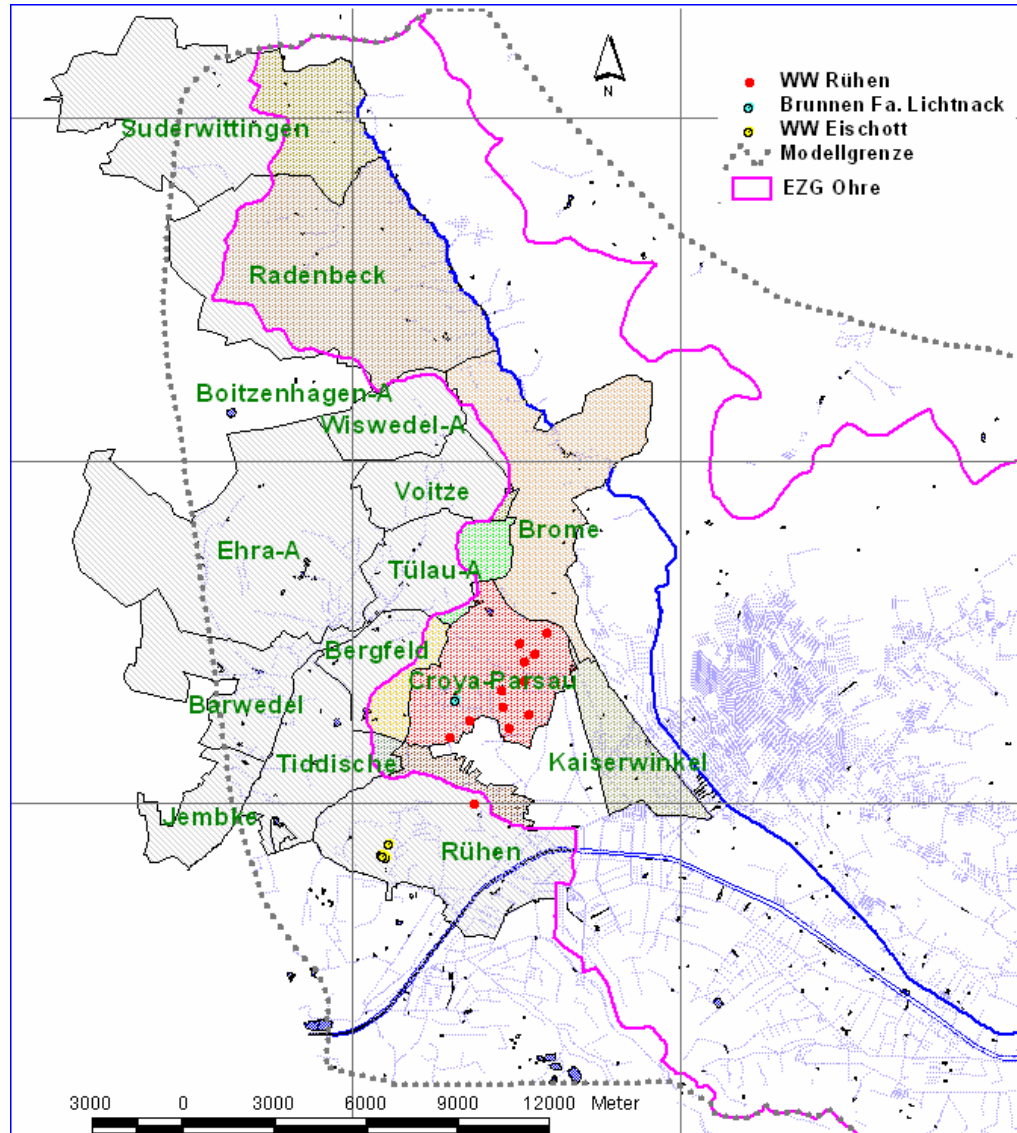 N
WW Rühen
Brunnen Fa. Lichtnack
WW Eischott
Modellgrenze
EZG Ohre
Suderwittingen
Radenbeck
Boitzenhagen-A
Wiswedel-A
Voitze
Brome
Ehra-A
Tülau-A
Bergfeld
Croya-Parsau
Barwedel
Tiddische
Kaiserwinkel
Jembke
Rühen
3000 0 3000 6000 9000 12000 Meter